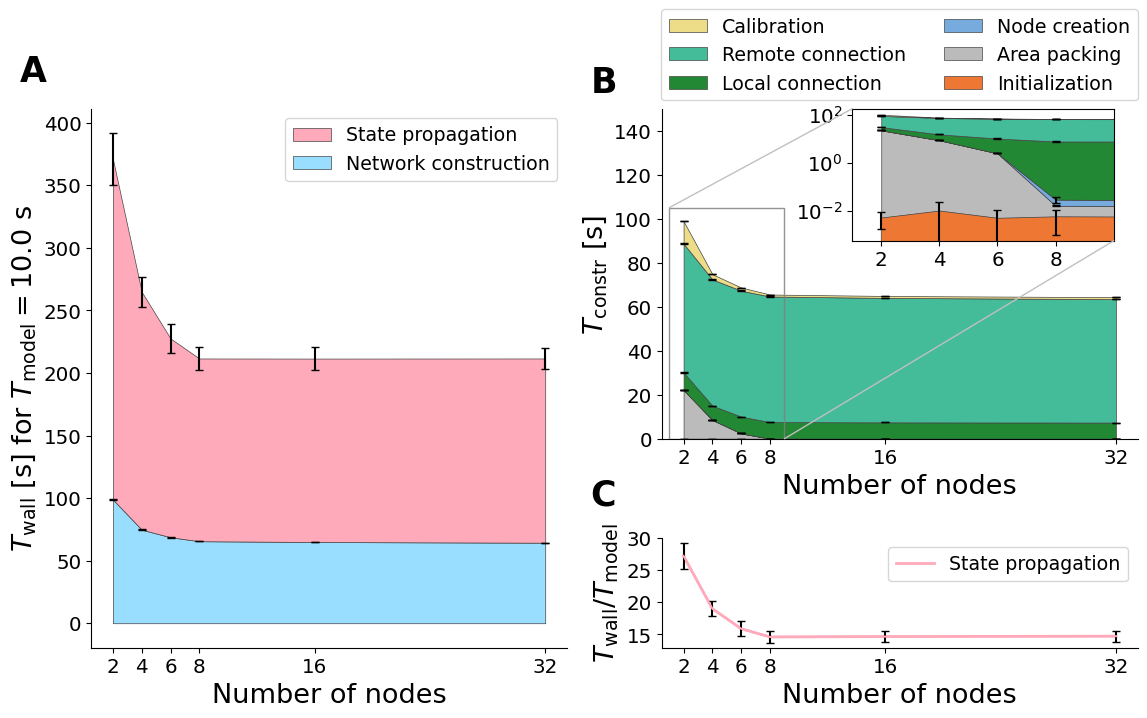 A
T_wall [s] for T_model = 10.0 s
400
350
300
250
200
150
100
50
0
State propagation
Network construction
2 4 6 8 16 32
Number of nodes
B
Calibration
Remote connection
Local connection
Node creation
Area packing
Initialization
T_constr [s]
140
120
100
80
60
40
20
0
10^2
10^0
10^−2
2 4 6 8
2 4 6 8 16 32
Number of nodes
C
T_wall/T_model
30
25
20
15
State propagation
2 4 6 8 16 32
Number of nodes